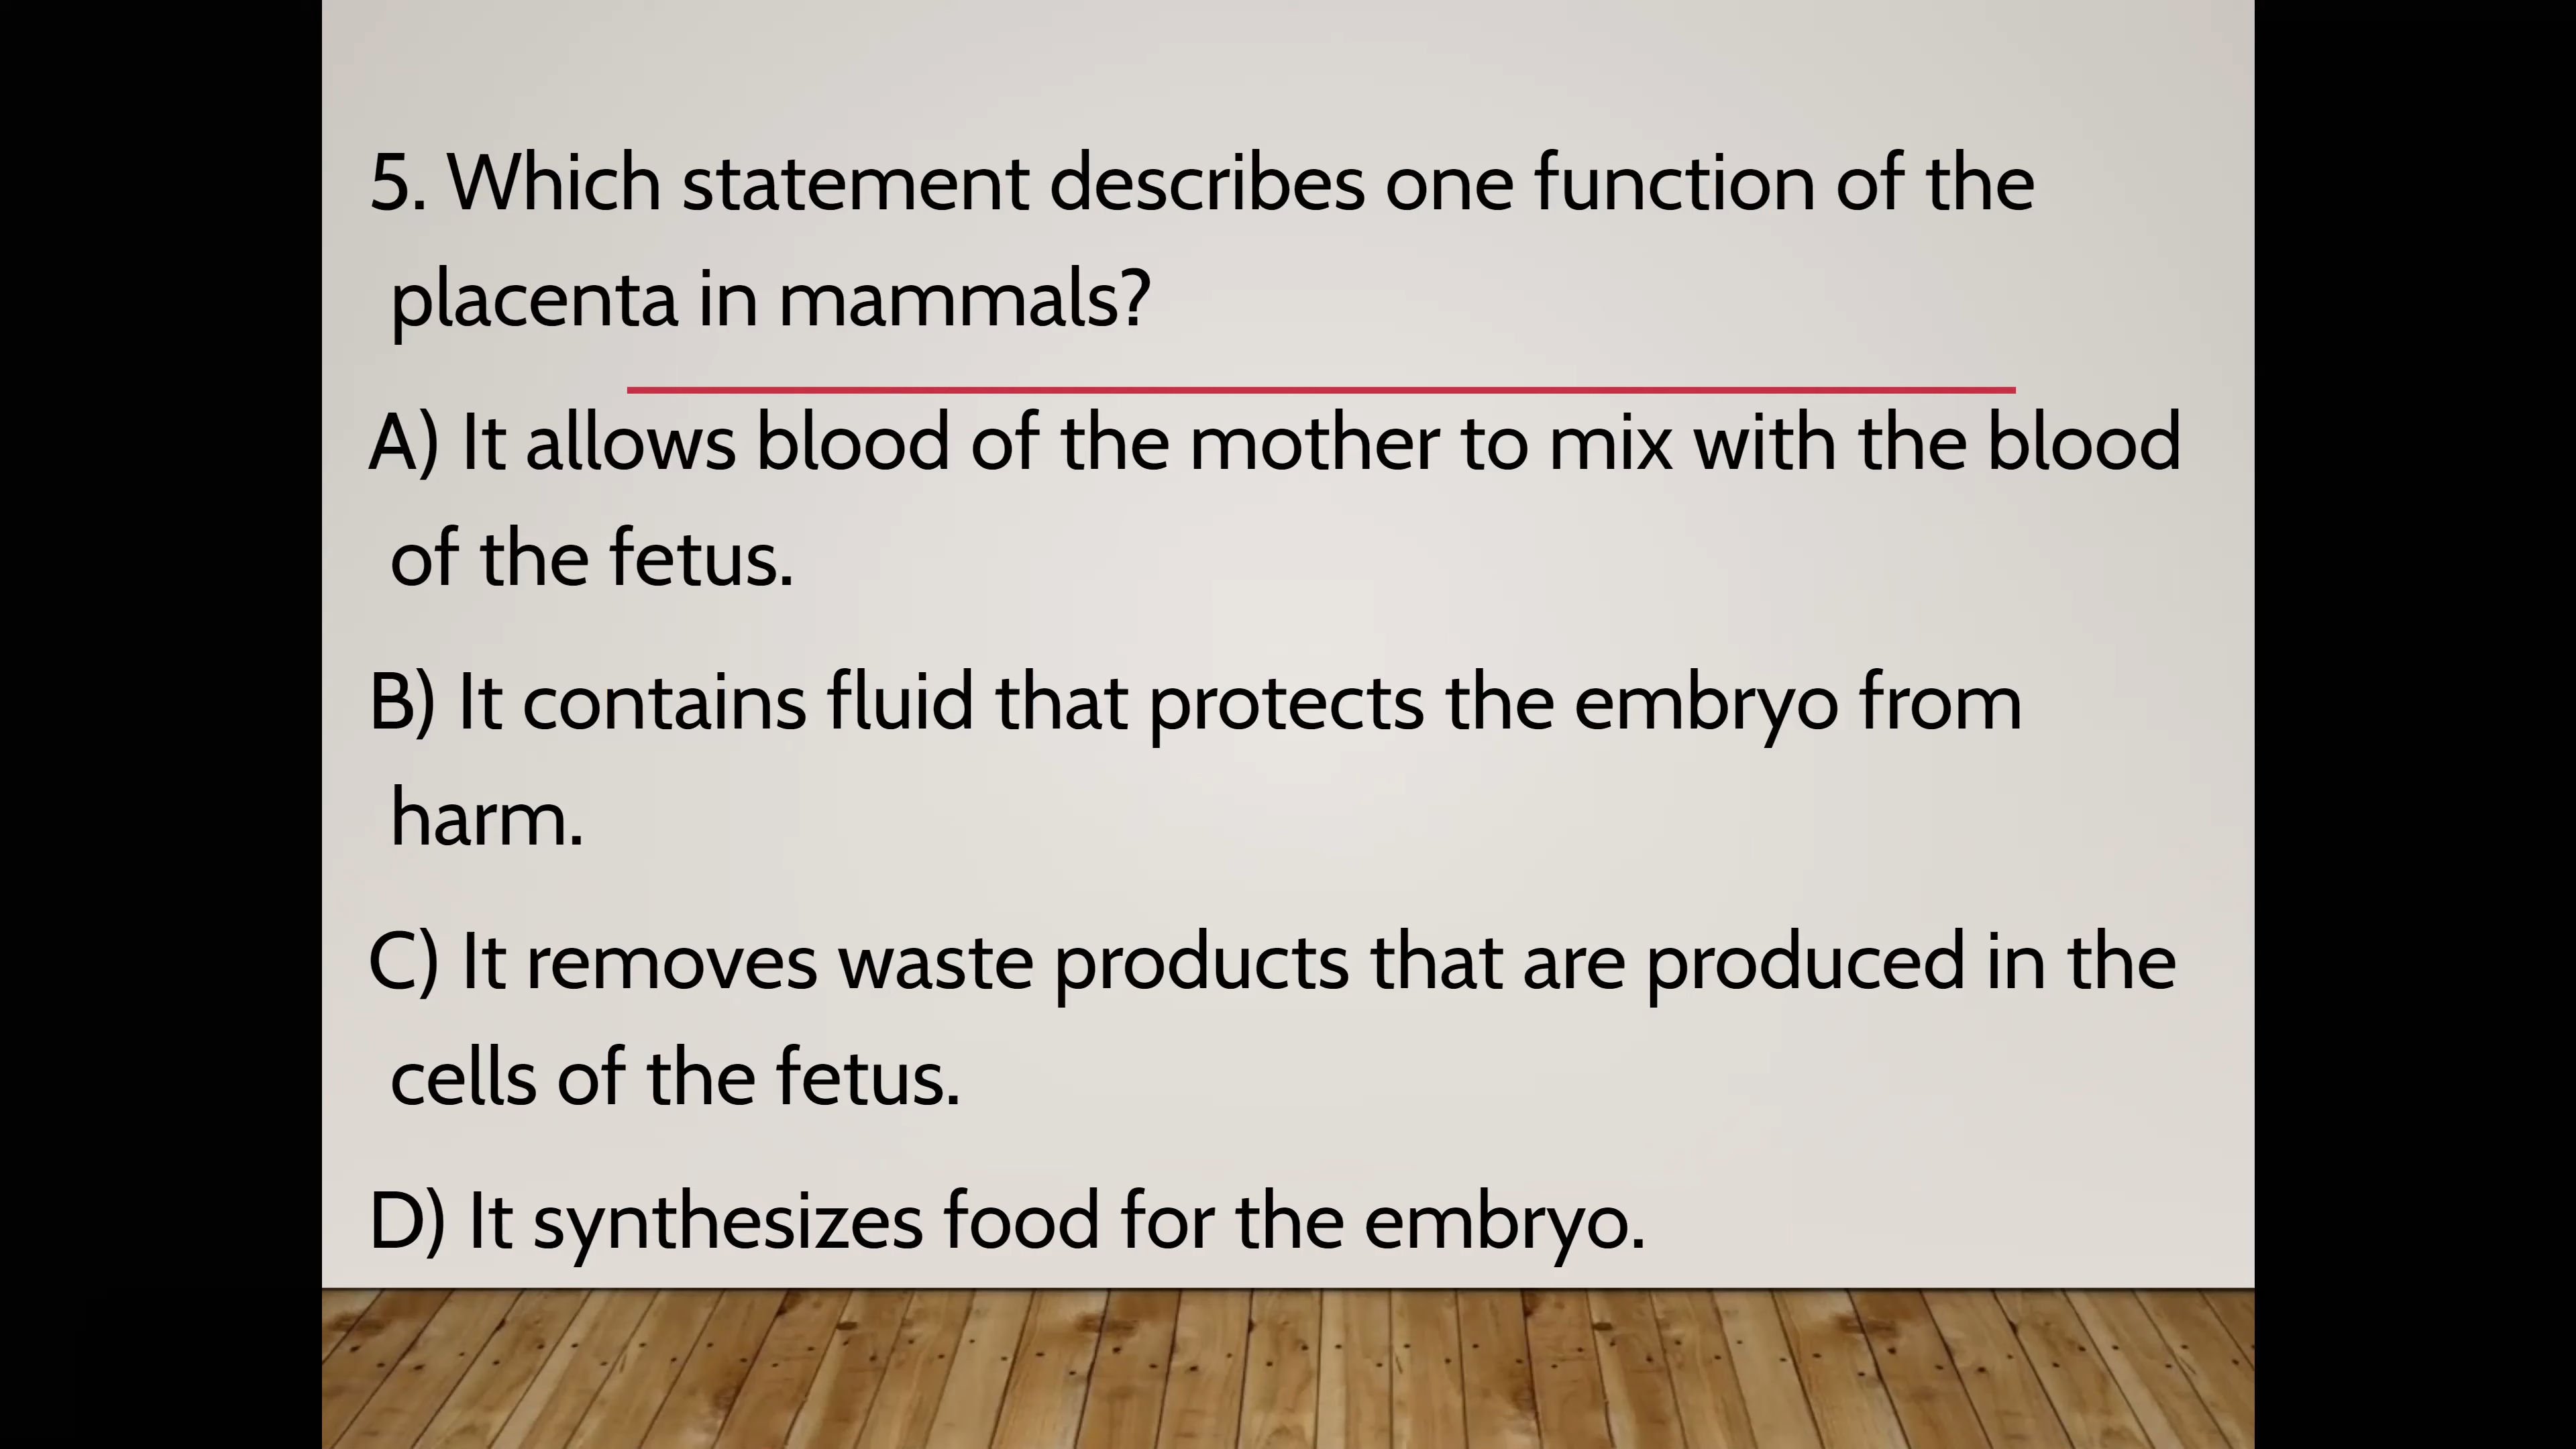 5. Which statement describes one function of the
placenta in mammals?
A) It allows blood of the mother to mix with the blood
of the fetus.
B) It contains fluid that protects the embryo from
harm.
C) It removes waste products that are produced in the
cells of the fetus.
D) It synthesizes food for the embryo.